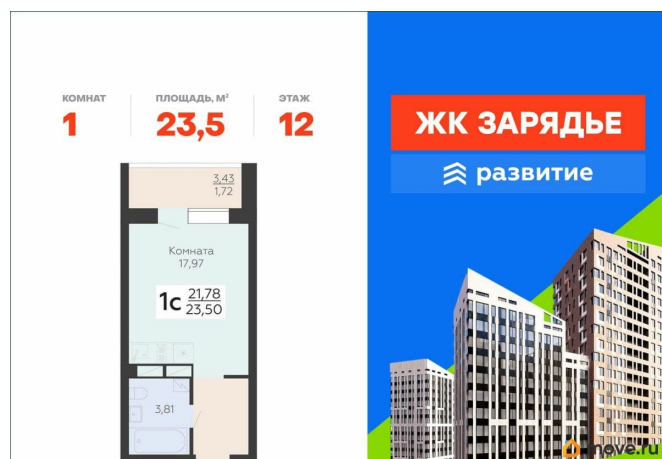 КОМНАТ
ПЛОЩАДЬ, М²
ЭТАЖ
1
23,5
12
ЖК ЗАРЯДЬЕ
развитие
3,43
1,72
Комната
17,97
1с
21,78
23,50
3,81
move.ru